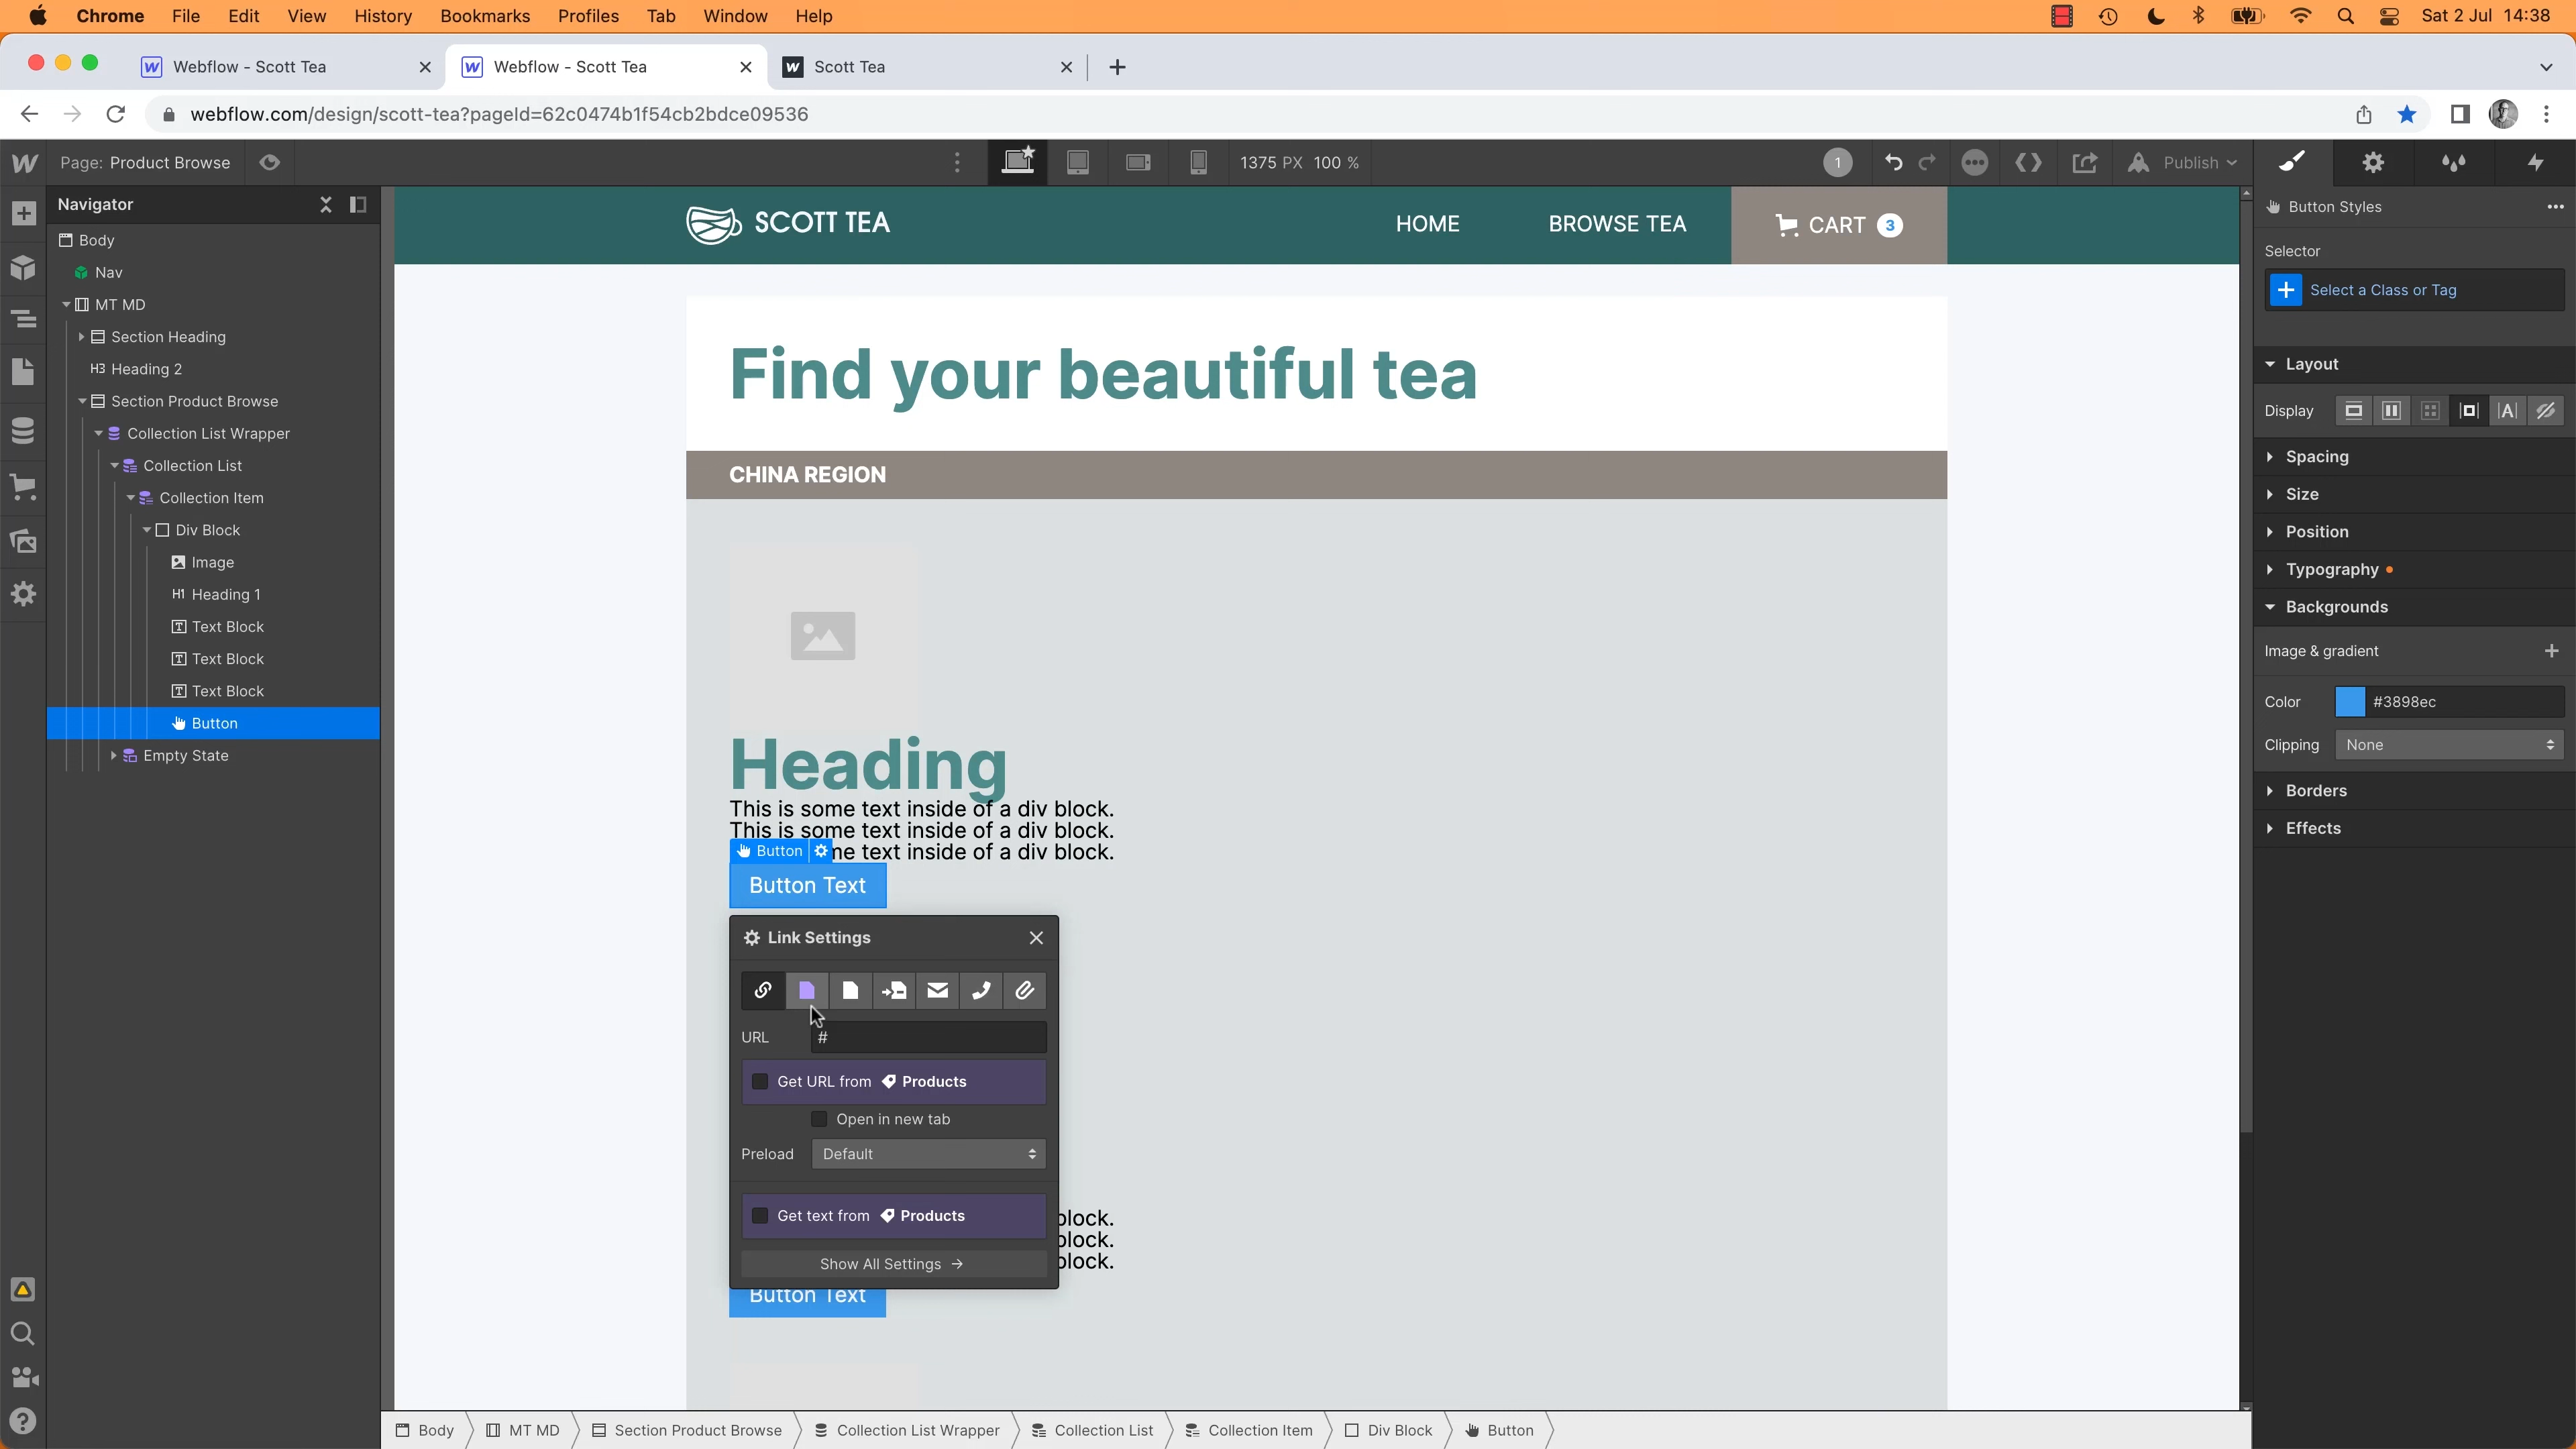 Chrome File Edit View History Bookmarks Profiles Tab Window Help Sat 2 Jul 14:38
Webflow - Scott Tea Webflow - Scott Tea Scott Tea
webflow.com/design/scott-tea?pageId=62c0474b1f54cb2bdce09536
Page: Product Browse 1375 PX 100 % 1 Publish
Navigator
Body
Nav
MT MD
Section Heading
H3 Heading 2
Section Product Browse
Collection List Wrapper
Collection List
Collection Item
Div Block
Image
H1 Heading 1
Text Block
Text Block
Text Block
Button
Empty State
SCOTT TEA HOME BROWSE TEA CART 3
Find your beautiful tea
CHINA REGION
Heading
This is some text inside of a div block.
This is some text inside of a div block.
Button me text inside of a div block.
Button Text
Link Settings
URL #
Get URL from Products
Open in new tab
Preload Default
Get text from Products
Show All Settings
block.
block.
block.
Button Text
Button Styles
Selector
Select a Class or Tag
Layout
Display
Spacing
Size
Position
Typography
Backgrounds
Image & gradient
Color #3898ec
Clipping None
Borders
Effects
Body MT MD Section Product Browse Collection List Wrapper Collection List Collection Item Div Block Button